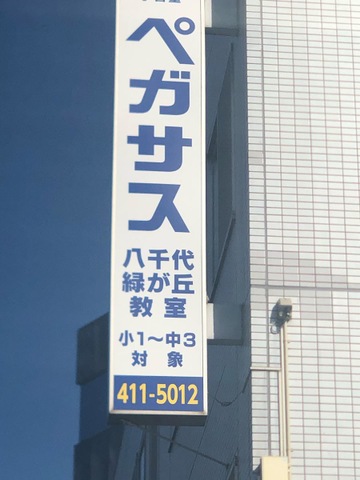 ペガサス
八千代
緑が丘
教室
小1～中3
対象
411-5012